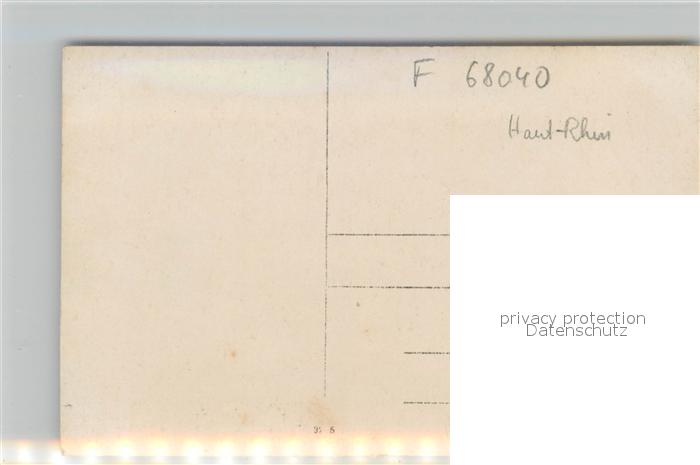 F 68040
Haut-Rhin
privacy protection
Datenschutz